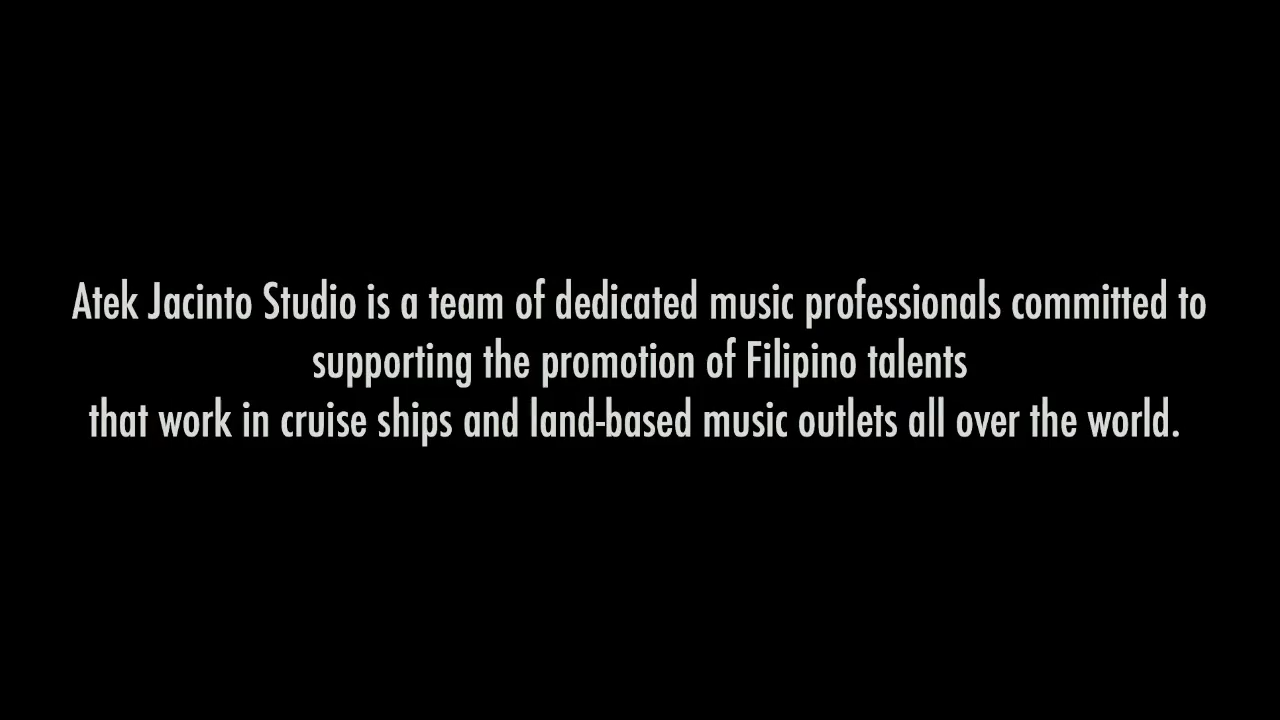 Atek Jacinto Studio is a team of dedicated music professionals committed to
supporting the promotion of Filipino talents
that work in cruise ships and land-based music outlets all over the world.